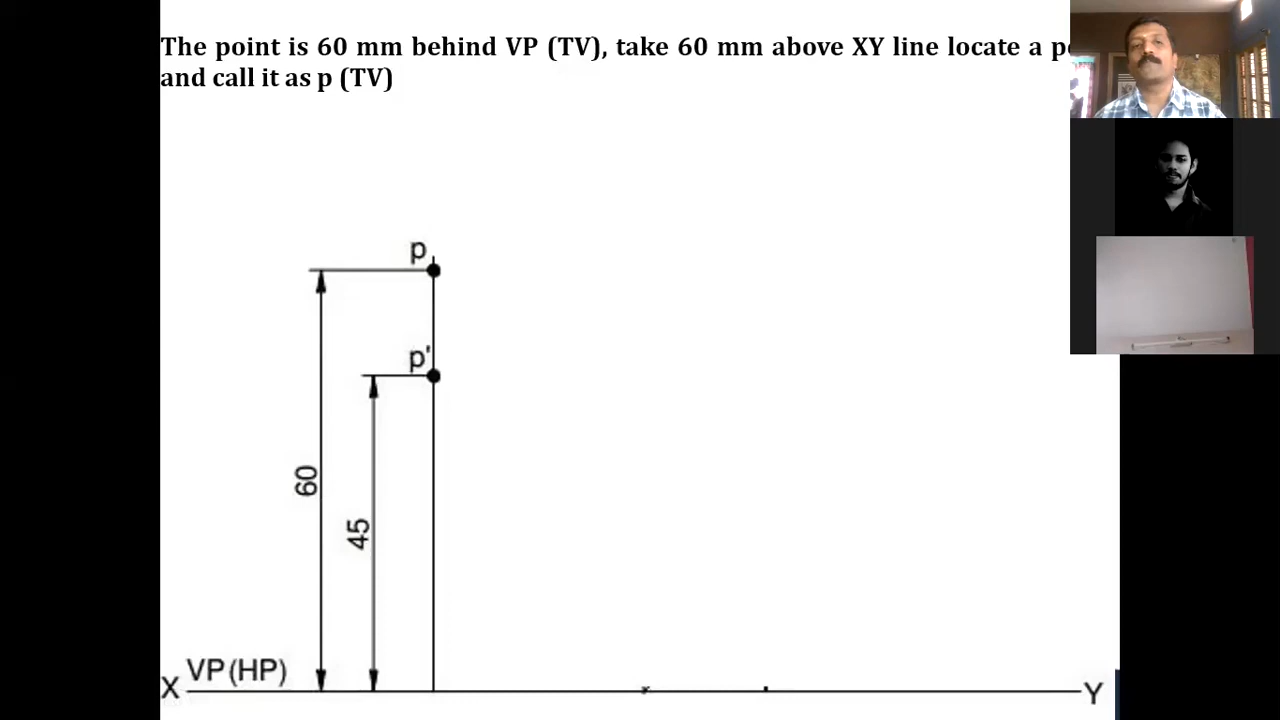 The point is 60 mm behind VP (TV), take 60 mm above XY line locate a
and call it as p (TV)
p
p'
60
45
VP(HP)
X
Y